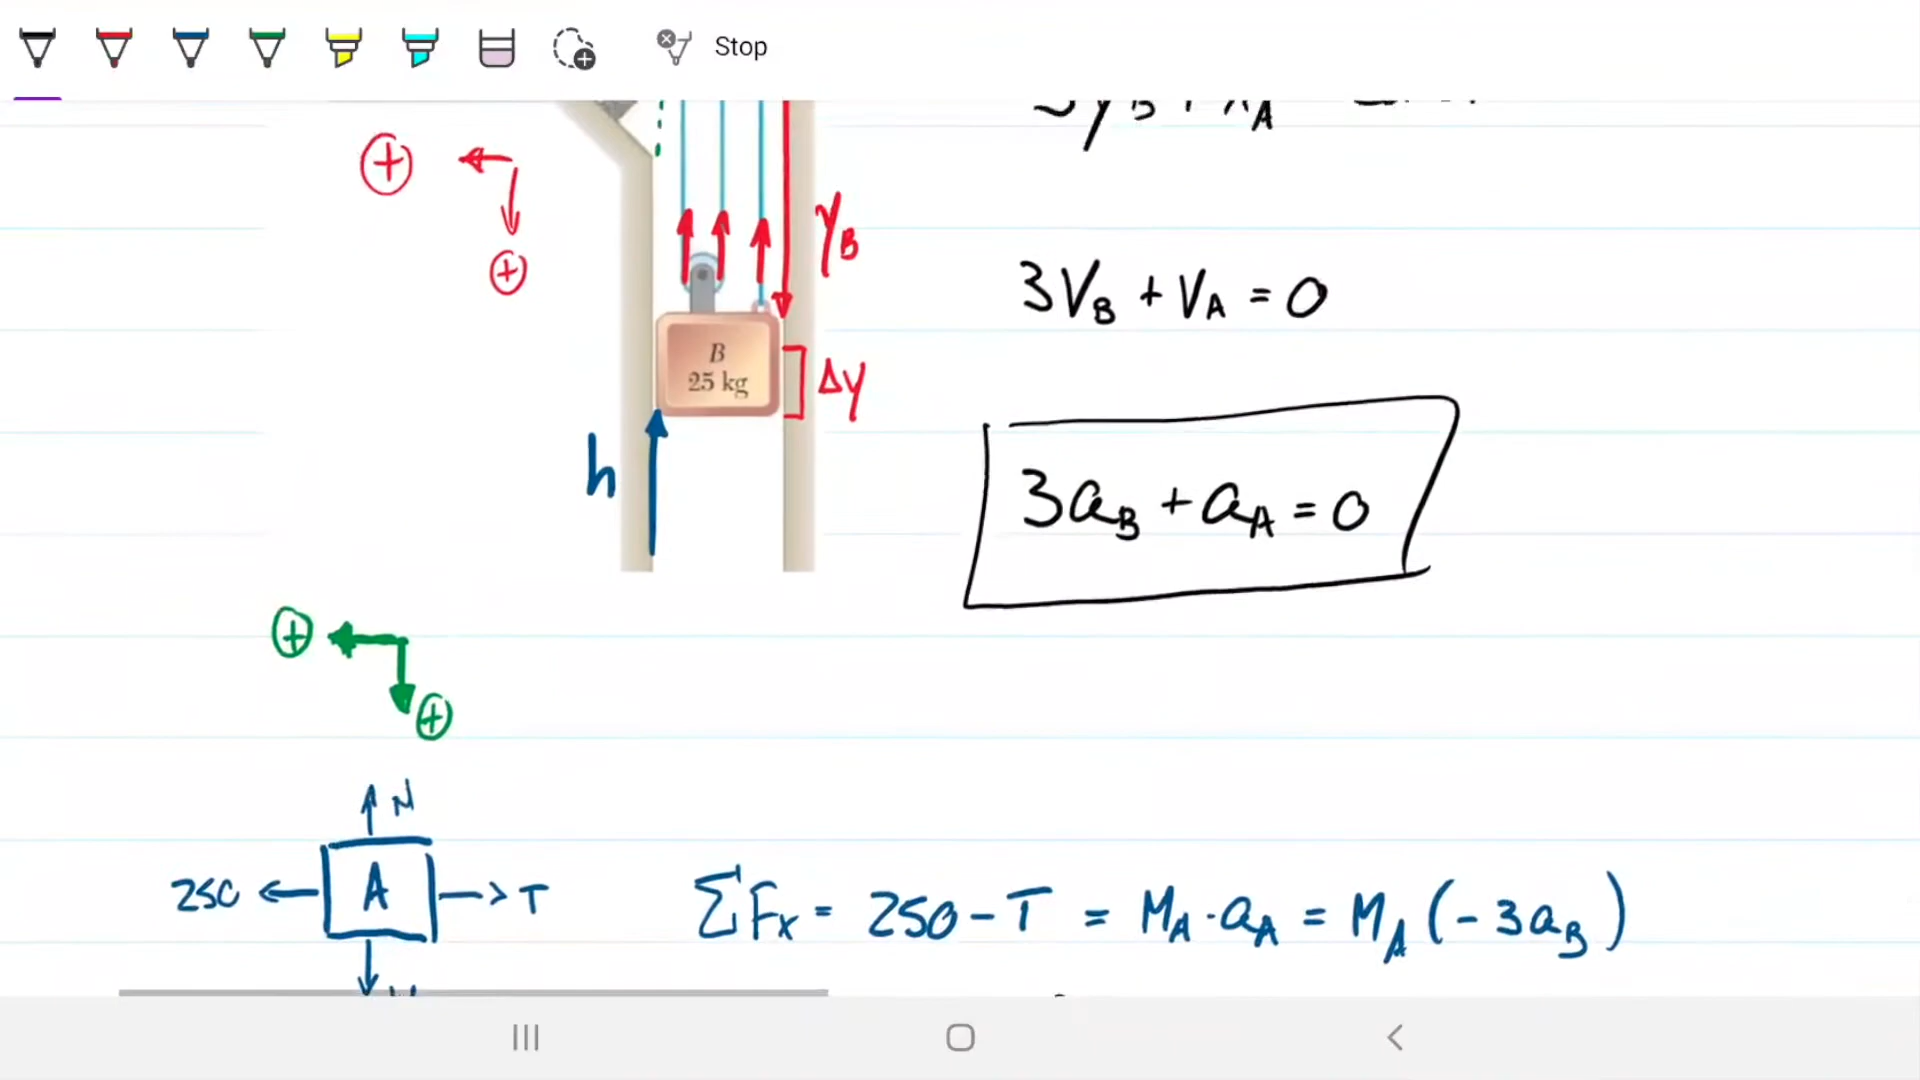 Stop
+
+
y_B
B
25 kg
Δy
h
3V_B + V_A = 0
3a_B + a_A = 0
+
+
N
250 ← A → T
ΣFx = 250 - T = M_A · a_A = M_A (-3a_B)